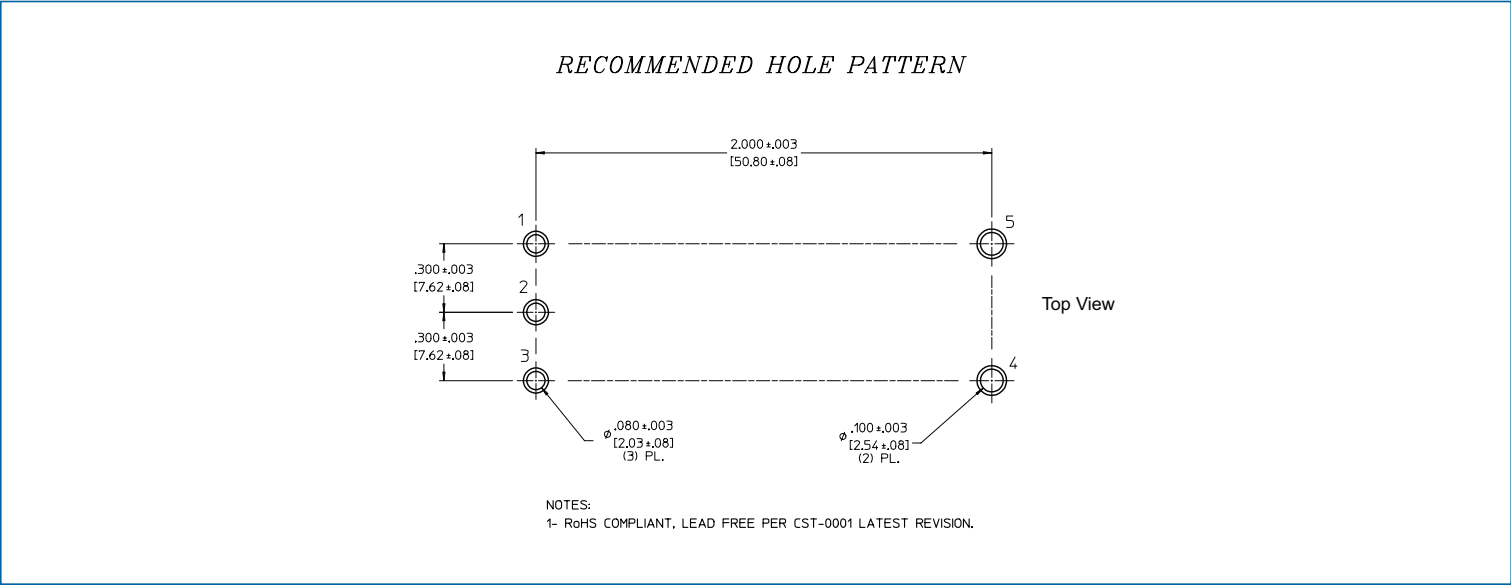 RECOMMENDED HOLE PATTERN
2.000±.003
[50.80±.08]
1
5
.300±.003
[7.62±.08]
2
Top View
.300±.003
[7.62±.08]
3
4
ø.080±.003
[2.03±.08]
(3) PL.
ø.100±.003
[2.54±.08]
(2) PL.
NOTES:
1- RoHS COMPLIANT, LEAD FREE PER CST-0001 LATEST REVISION.